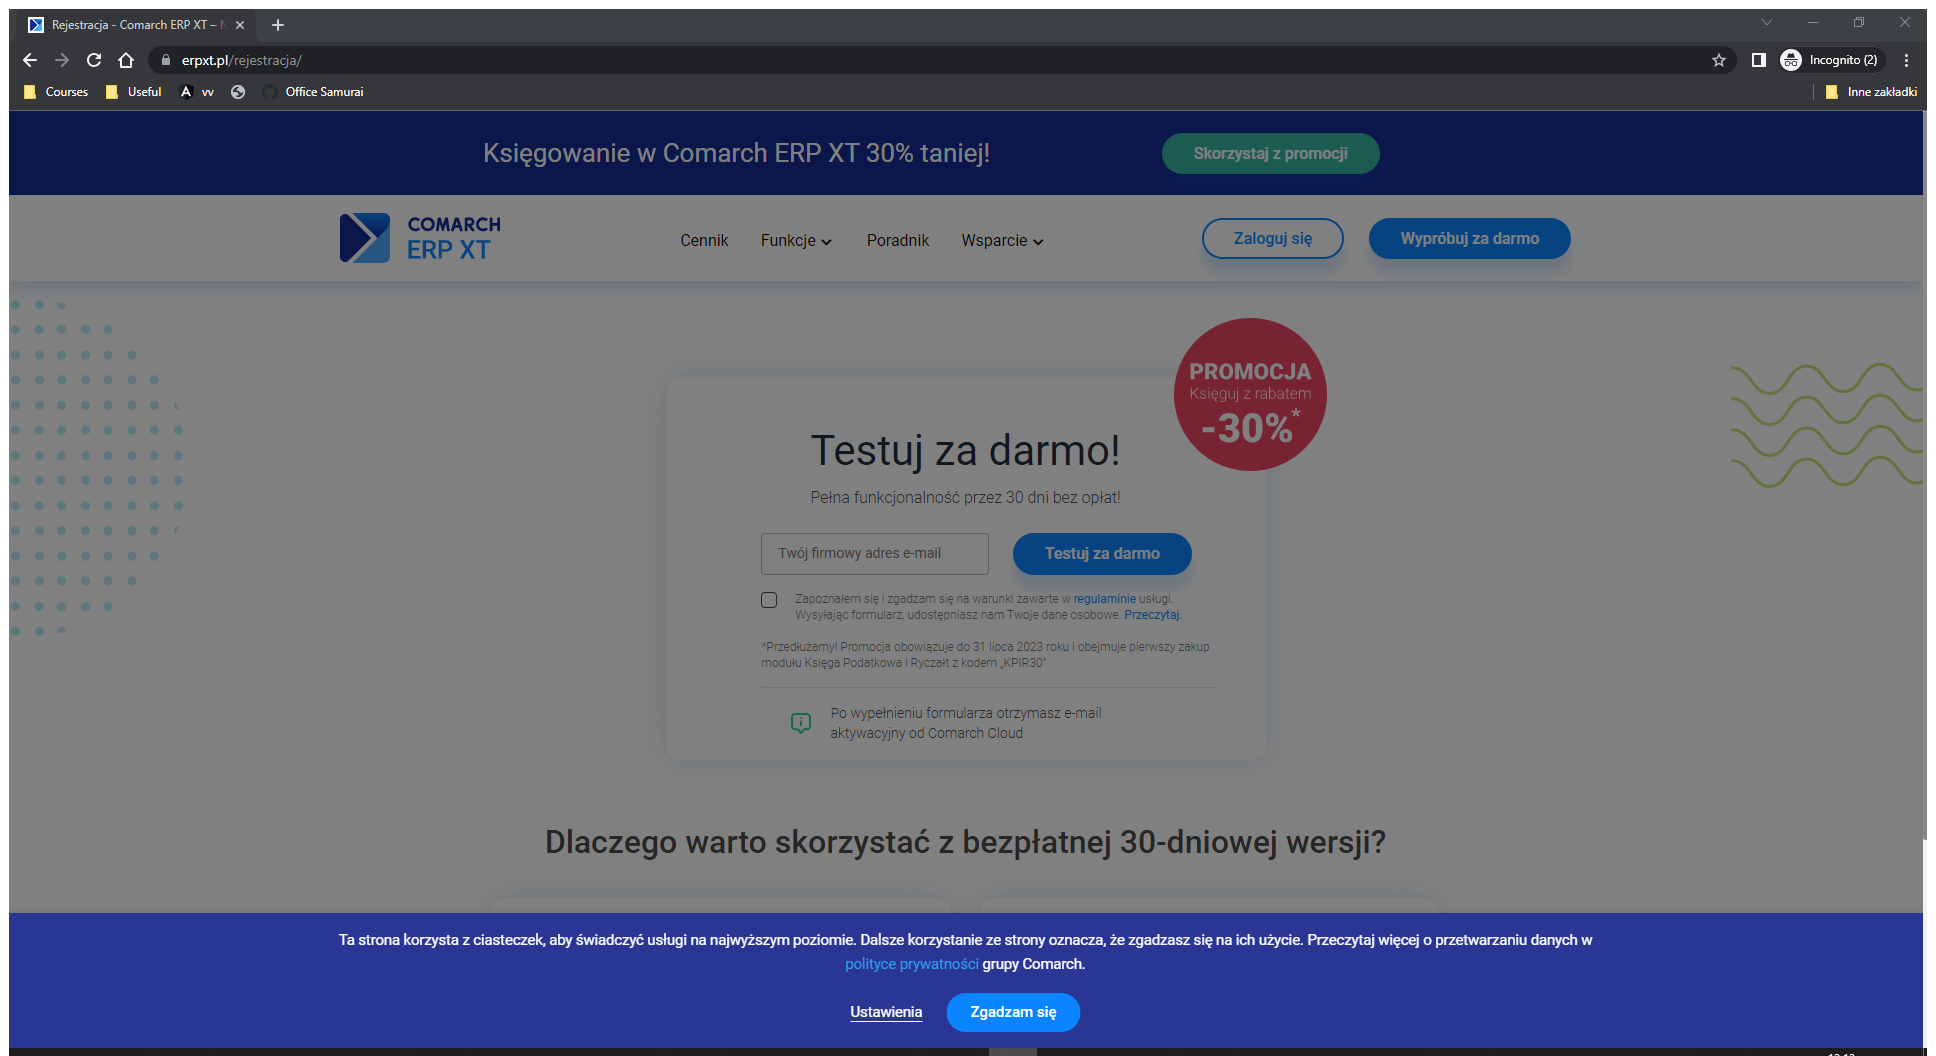 Rejestracja - Comarch ERP XT –
erpxt.pl/rejestracja/
Incognito (2)
Courses
Useful
vv
Office Samurai
Inne zakładki
Księgowanie w Comarch ERP XT 30% taniej!
Skorzystaj z promocji
COMARCH
ERP XT
Cennik
Funkcje
Poradnik
Wsparcie
Zaloguj się
Wypróbuj za darmo
PROMOCJA
Księguj z rabatem
-30%*
Testuj za darmo!
Pełna funkcjonalność przez 30 dni bez opłat!
Twój firmowy adres e-mail
Testuj za darmo
Zapoznałem się i zgadzam się na warunki zawarte w regulaminie usługi.
Wysyłając formularz, udostępniasz nam Twoje dane osobowe. Przeczytaj.
*Przedłużamy! Promocja obowiązuje do 31 lipca 2023 roku i obejmuje pierwszy zakup
modułu Księga Podatkowa i Ryczałt z kodem „KPIR30”
Po wypełnieniu formularza otrzymasz e-mail
aktywacyjny od Comarch Cloud
Dlaczego warto skorzystać z bezpłatnej 30-dniowej wersji?
Ta strona korzysta z ciasteczek, aby świadczyć usługi na najwyższym poziomie. Dalsze korzystanie ze strony oznacza, że zgadzasz się na ich użycie. Przeczytaj więcej o przetwarzaniu danych w
polityce prywatności grupy Comarch.
Ustawienia
Zgadzam się